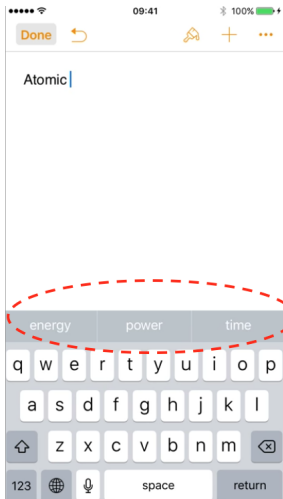 09:41 100%
Done
Atomic
energy power time
q w e r t y u i o p
a s d f g h j k l
z x c v b n m
123 space return